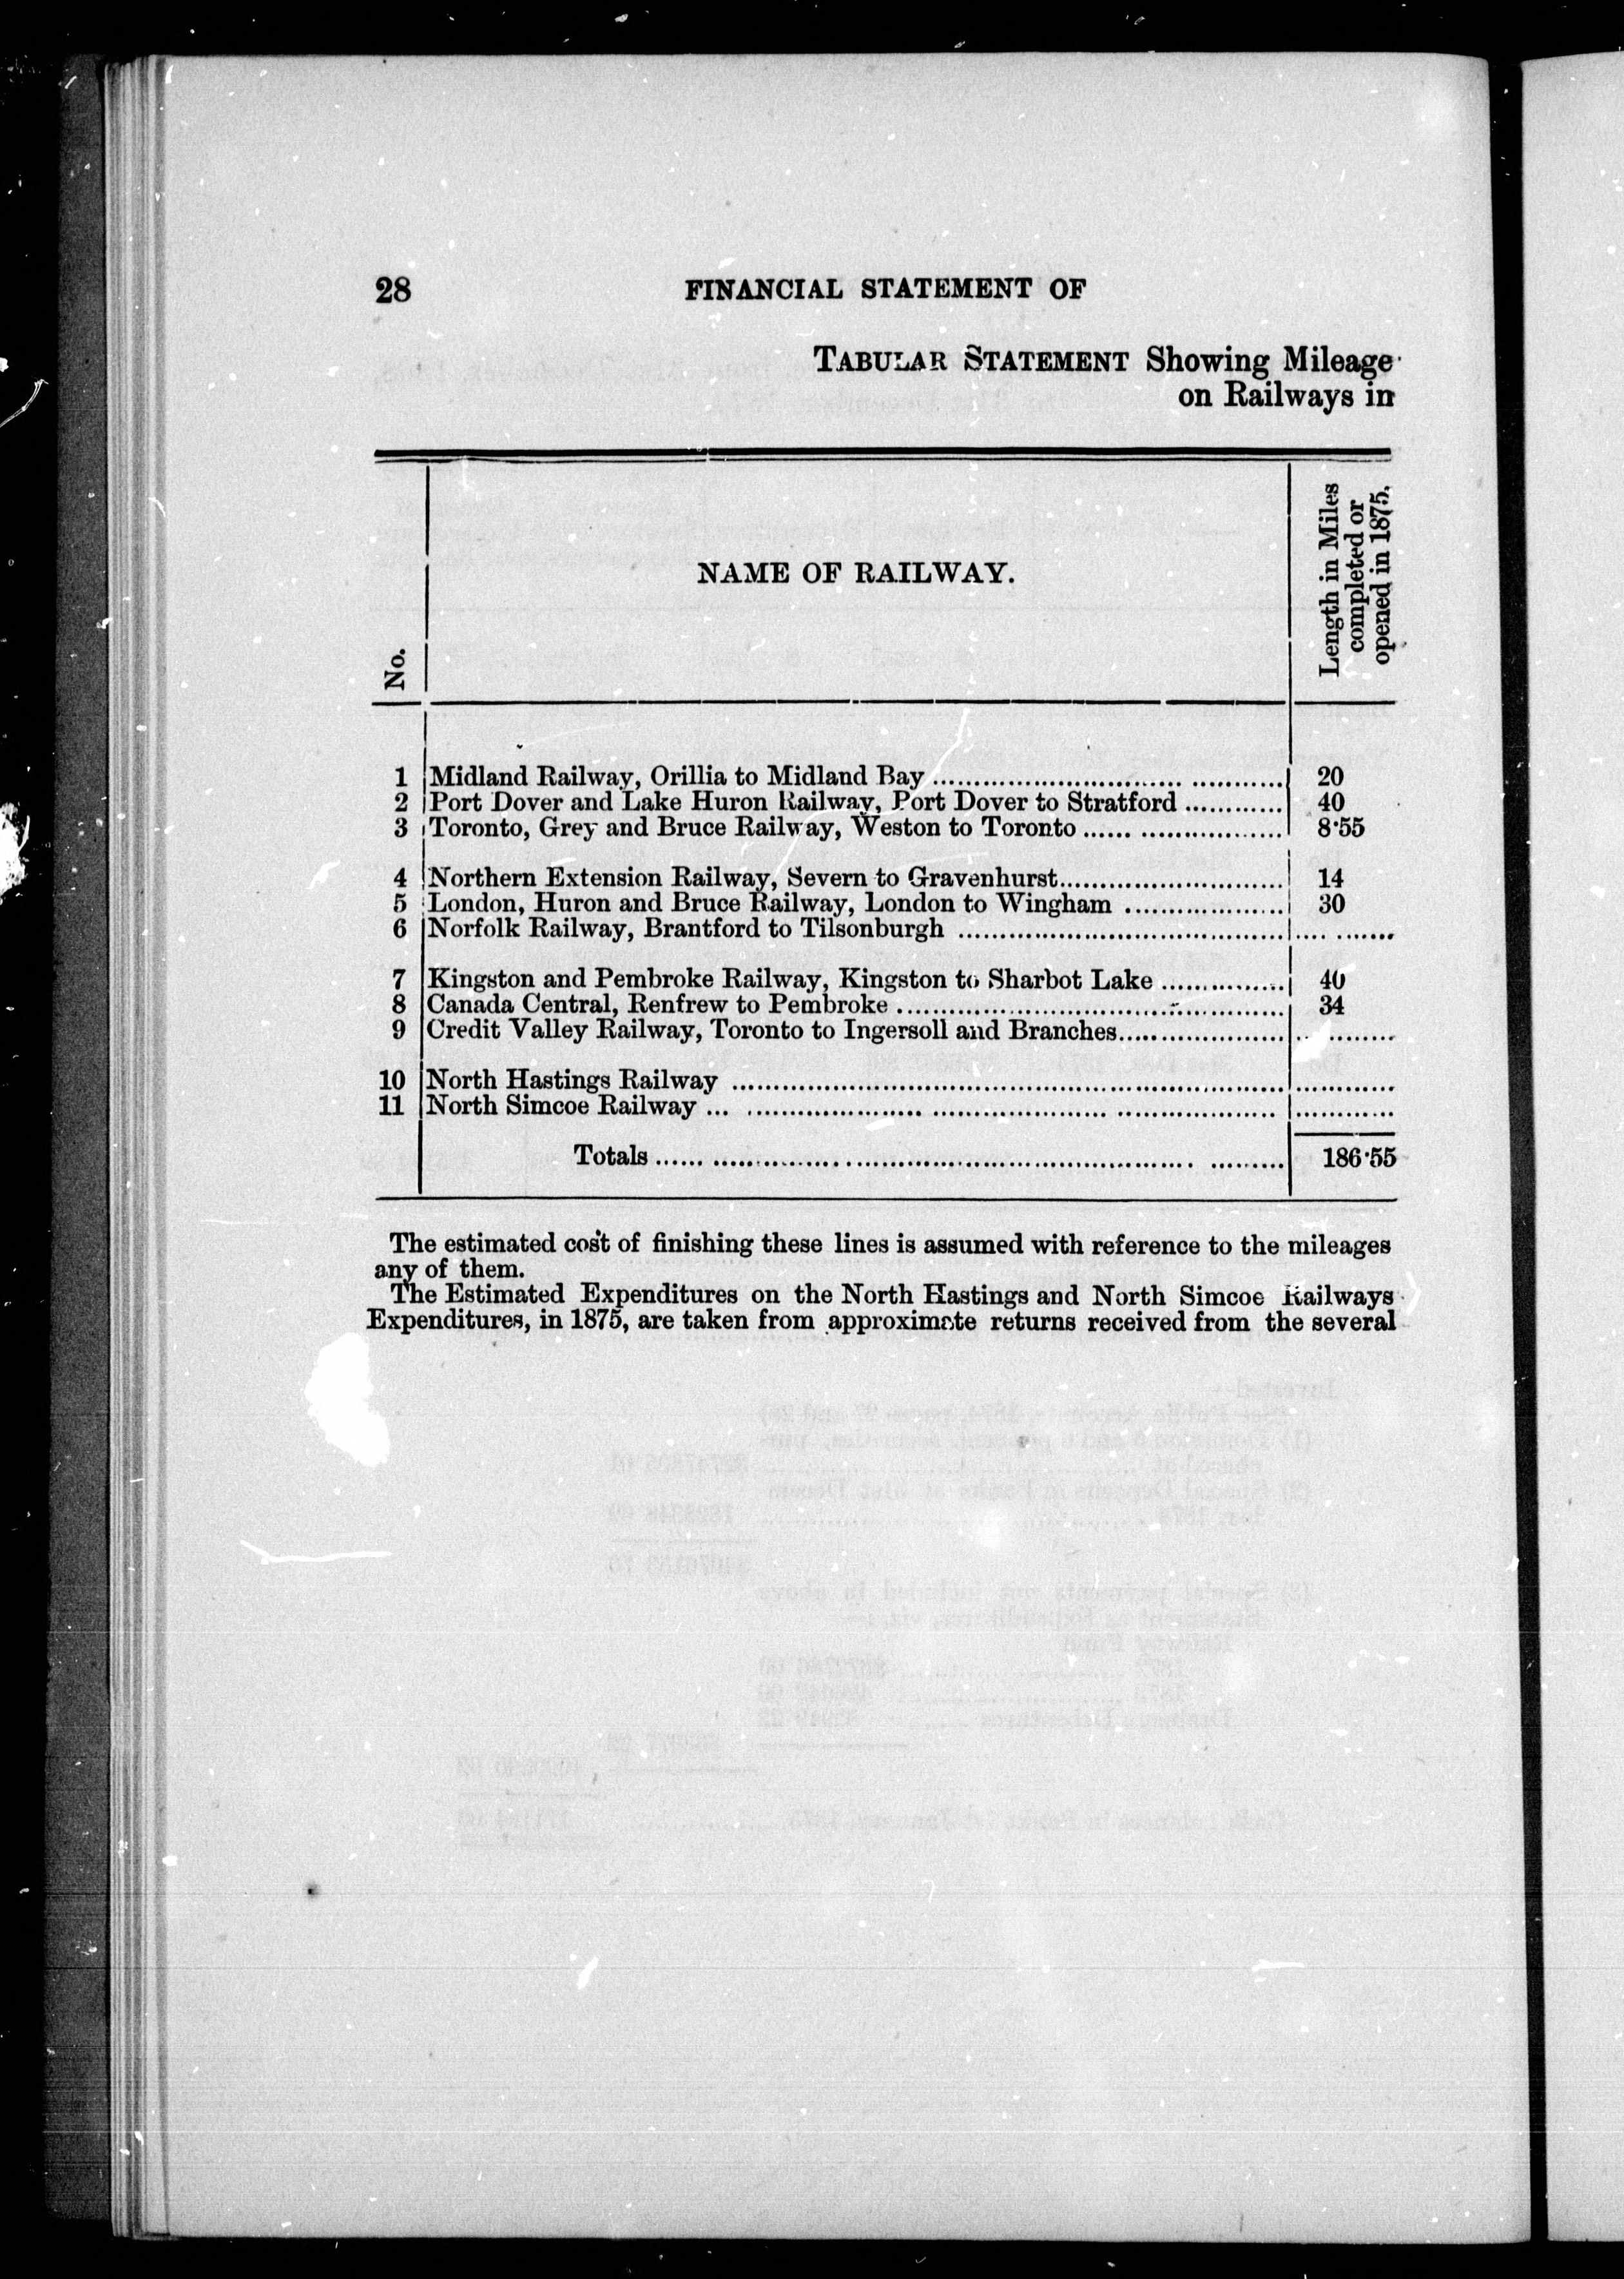 28 FINANCIAL STATEMENT OF
TABULAR STATEMENT Showing Mileage
on Railways in
No.
NAME OF RAILWAY.
Length in Miles
completed or
opened in 1875.
1 Midland Railway, Orillia to Midland Bay .......... 20
2 Port Dover and Lake Huron Railway, Port Dover to Stratford .......... 40
3 Toronto, Grey and Bruce Railway, Weston to Toronto .......... 8·55
4 Northern Extension Railway, Severn to Gravenhurst.......... 14
5 London, Huron and Bruce Railway, London to Wingham .......... 30
6 Norfolk Railway, Brantford to Tilsonburgh ..........
7 Kingston and Pembroke Railway, Kingston to Sharbot Lake .......... 40
8 Canada Central, Renfrew to Pembroke .......... 34
9 Credit Valley Railway, Toronto to Ingersoll and Branches..........
10 North Hastings Railway ..........
11 North Simcoe Railway ..........
Totals .......... 186·55
The estimated cost of finishing these lines is assumed with reference to the mileages
any of them.
The Estimated Expenditures on the North Hastings and North Simcoe Railways
Expenditures, in 1875, are taken from approximate returns received from the several